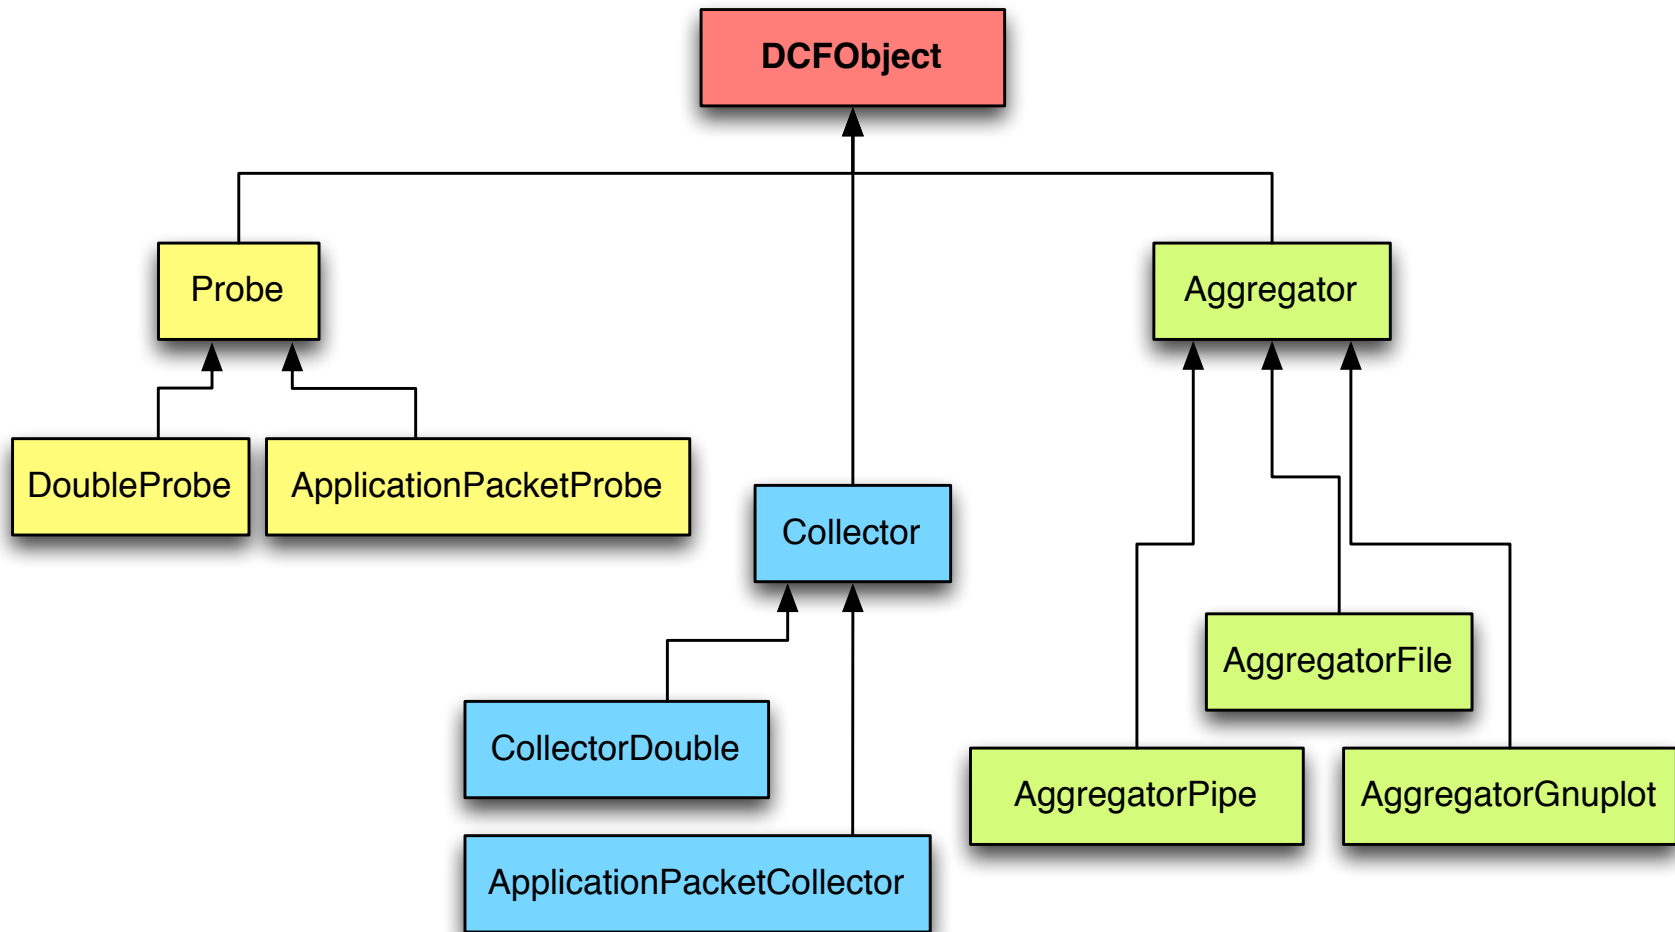 DCFObject
Probe
Aggregator
DoubleProbe
ApplicationPacketProbe
Collector
AggregatorFile
CollectorDouble
AggregatorPipe
AggregatorGnuplot
ApplicationPacketCollector